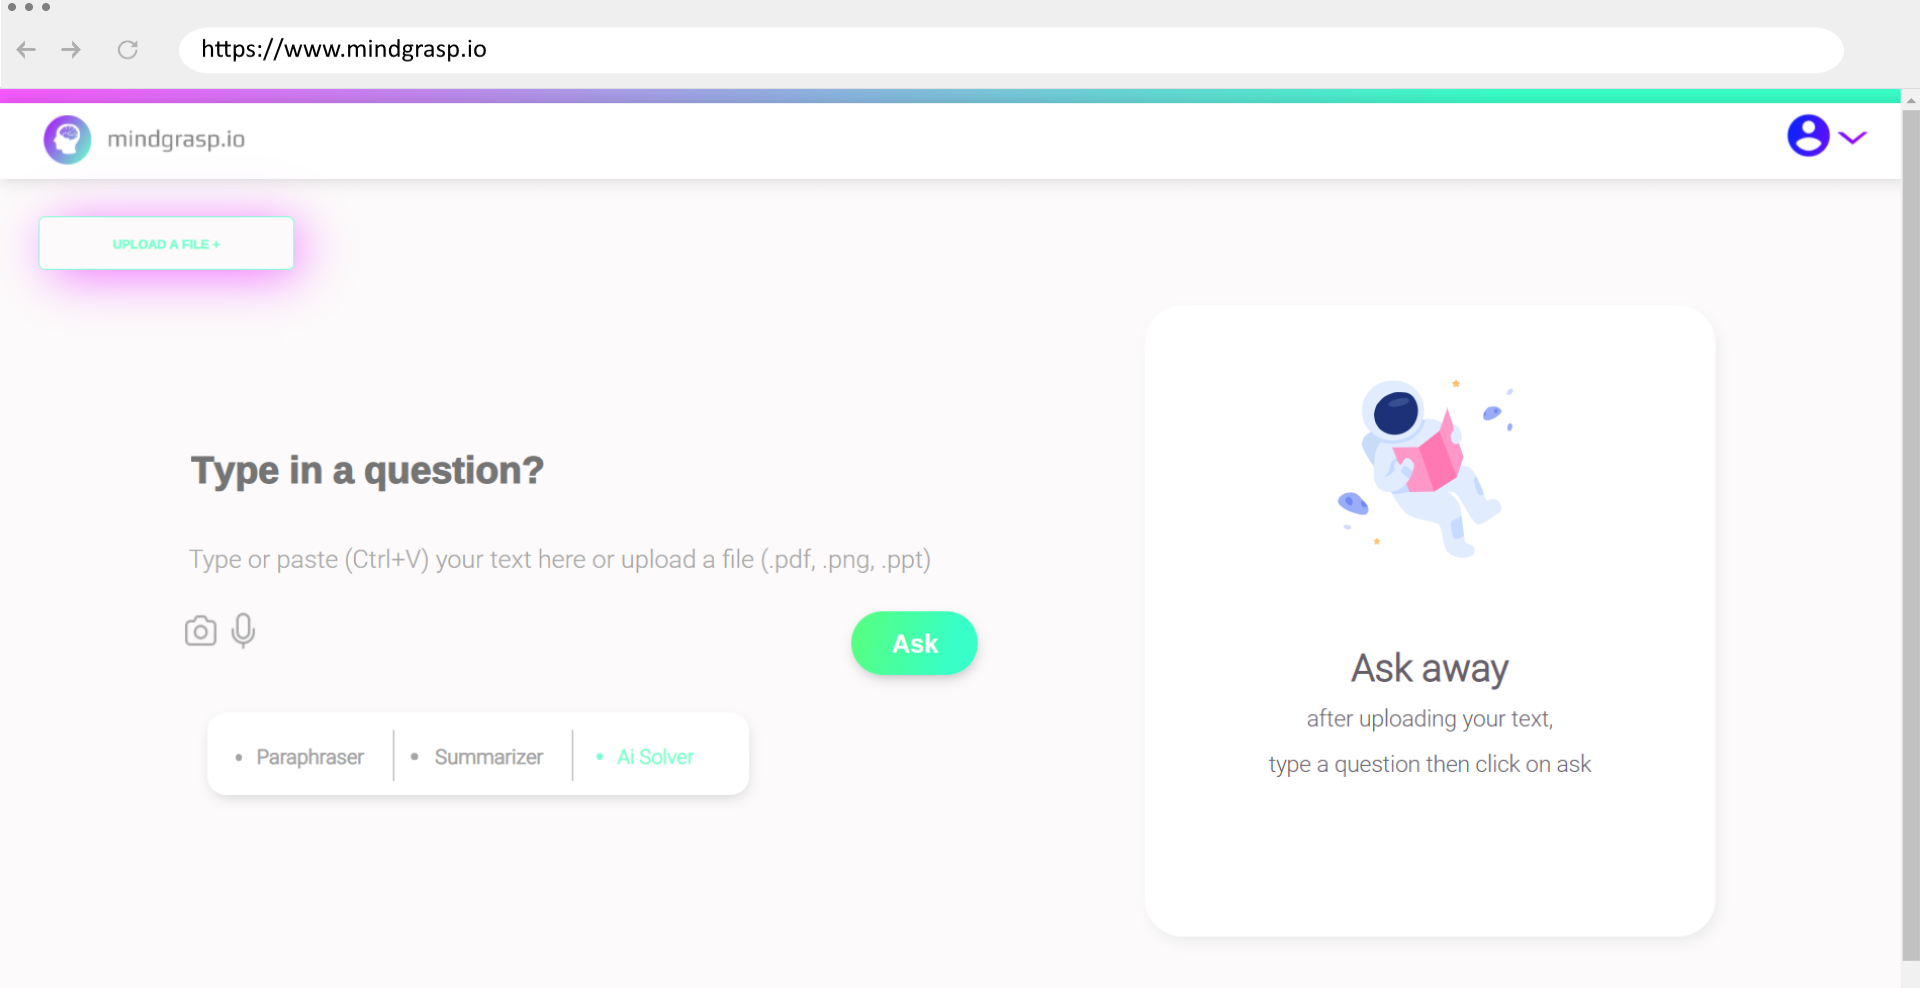 https://www.mindgrasp.io
mindgrasp.io
UPLOAD A FILE +
Type in a question?
Type or paste (Ctrl+V) your text here or upload a file (.pdf, .png, .ppt)
Ask
Paraphraser
Summarizer
Ai Solver
Ask away
after uploading your text,
type a question then click on ask